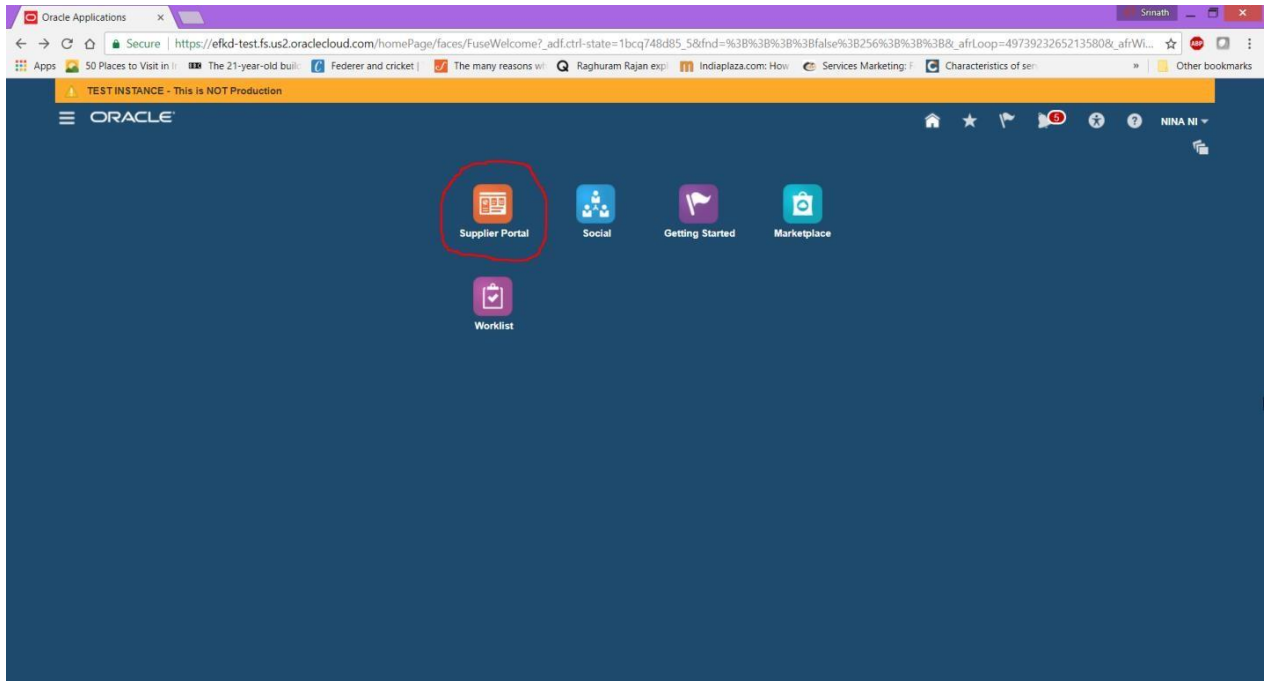 Oracle Applications
Srinath
Secure | https://efkd-test.fs.us2.oraclecloud.com/homePage/faces/FuseWelcome?_adf.ctrl-state=1bcq748d85_5&fnd=%3B%3B%3B%3Bfalse%3B256%3B%3B%3B&_afrLoop=4973923265213580&_afrWi...
Apps 50 Places to Visit in The 21-year-old buil Federer and cricket | The many reasons wh Raghuram Rajan expl Indiaplaza.com: How Services Marketing: Characteristics of ser » Other bookmarks
TEST INSTANCE - This is NOT Production
ORACLE 5 NINA NI
Supplier Portal Social Getting Started Marketplace
Worklist